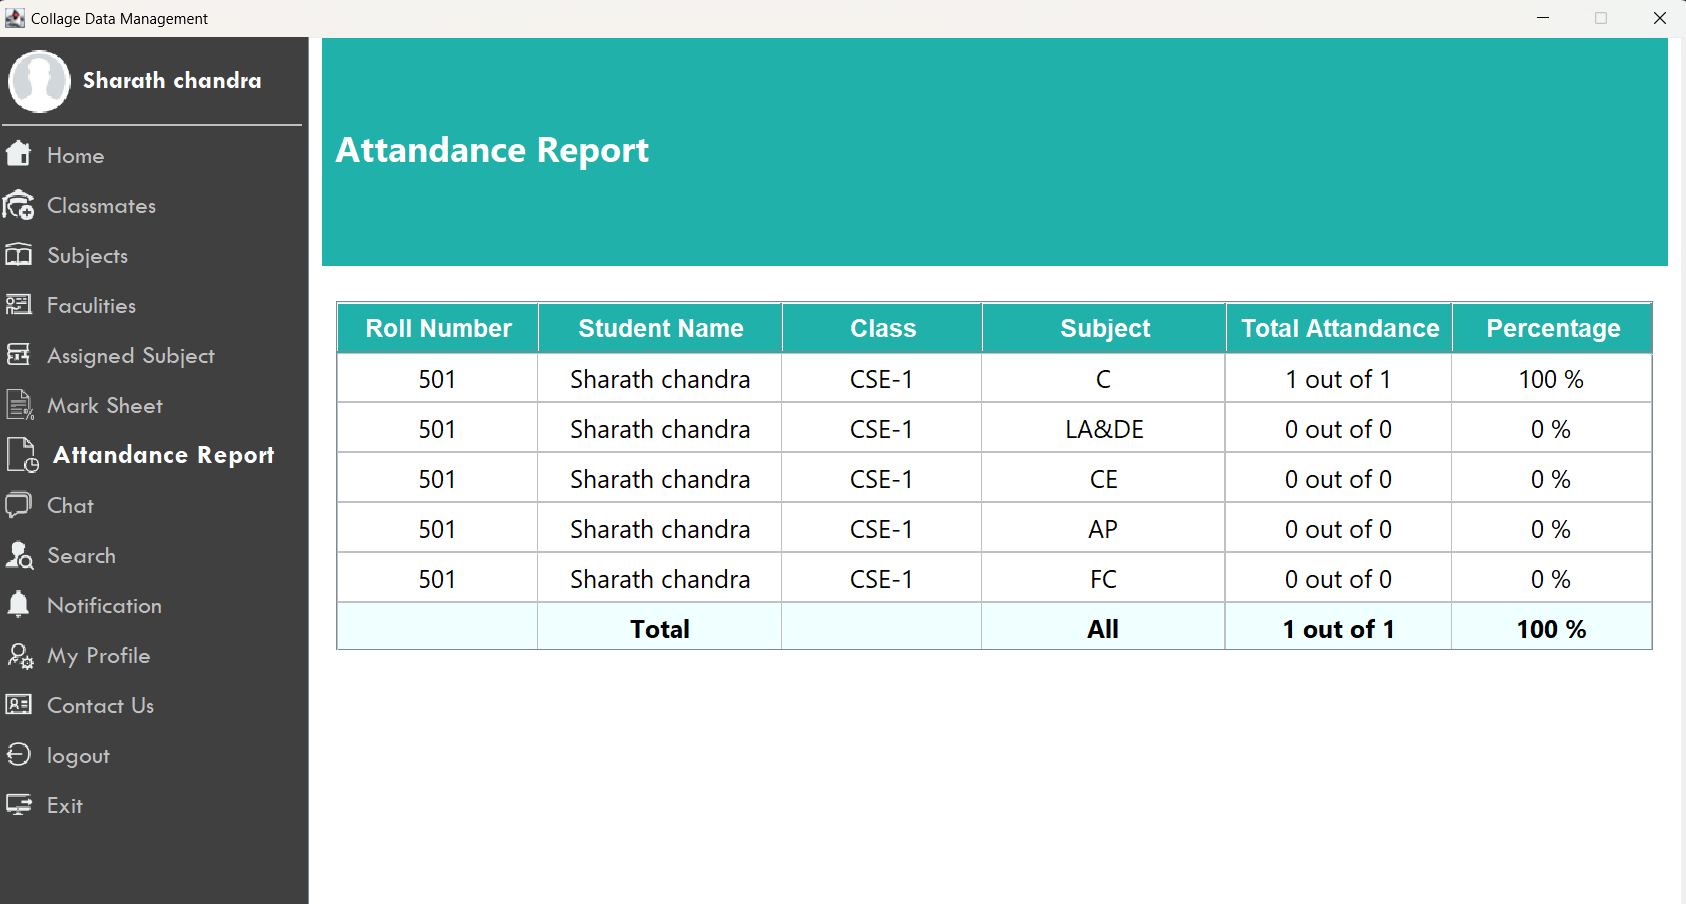 Collage Data Management
Sharath chandra
Home
Classmates
Subjects
Faculities
Assigned Subject
Mark Sheet
Attandance Report
Chat
Search
Notification
My Profile
Contact Us
logout
Exit
Attandance Report
Roll Number Student Name Class Subject Total Attandance Percentage
501 Sharath chandra CSE-1 C 1 out of 1 100 %
501 Sharath chandra CSE-1 LA&DE 0 out of 0 0 %
501 Sharath chandra CSE-1 CE 0 out of 0 0 %
501 Sharath chandra CSE-1 AP 0 out of 0 0 %
501 Sharath chandra CSE-1 FC 0 out of 0 0 %
Total All 1 out of 1 100 %